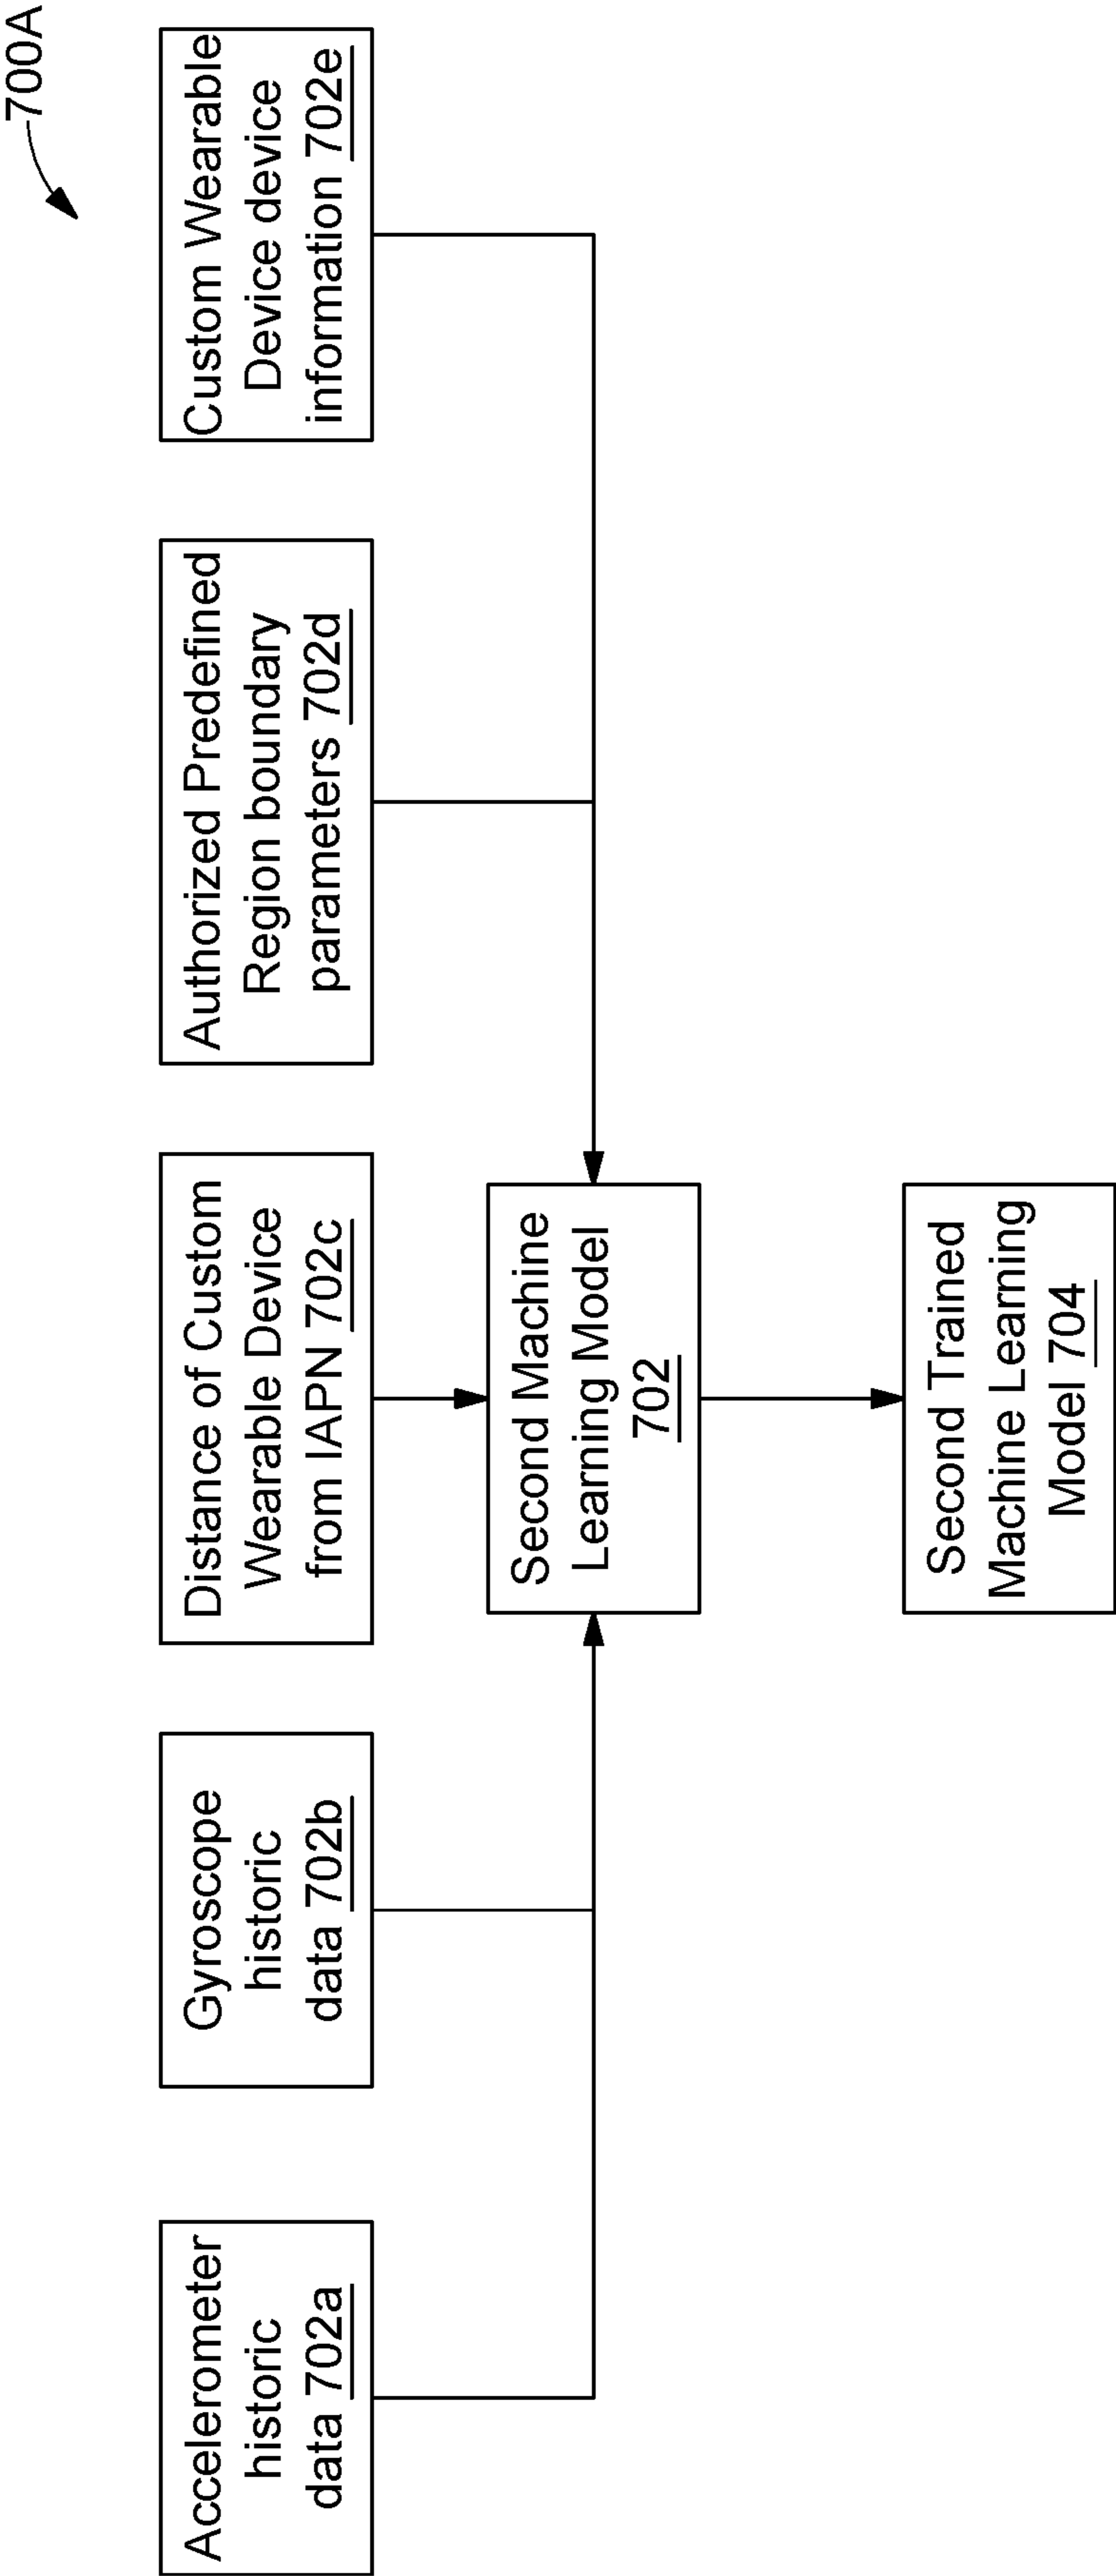 700A
Accelerometer
historic
data 702a
Gyroscope
historic
data 702b
Distance of Custom
Wearable Device
from IAPN 702c
Authorized Predefined
Region boundary
parameters 702d
Custom Wearable
Device device
information 702e
Second Machine
Learning Model
702
Second Trained
Machine Learning
Model 704